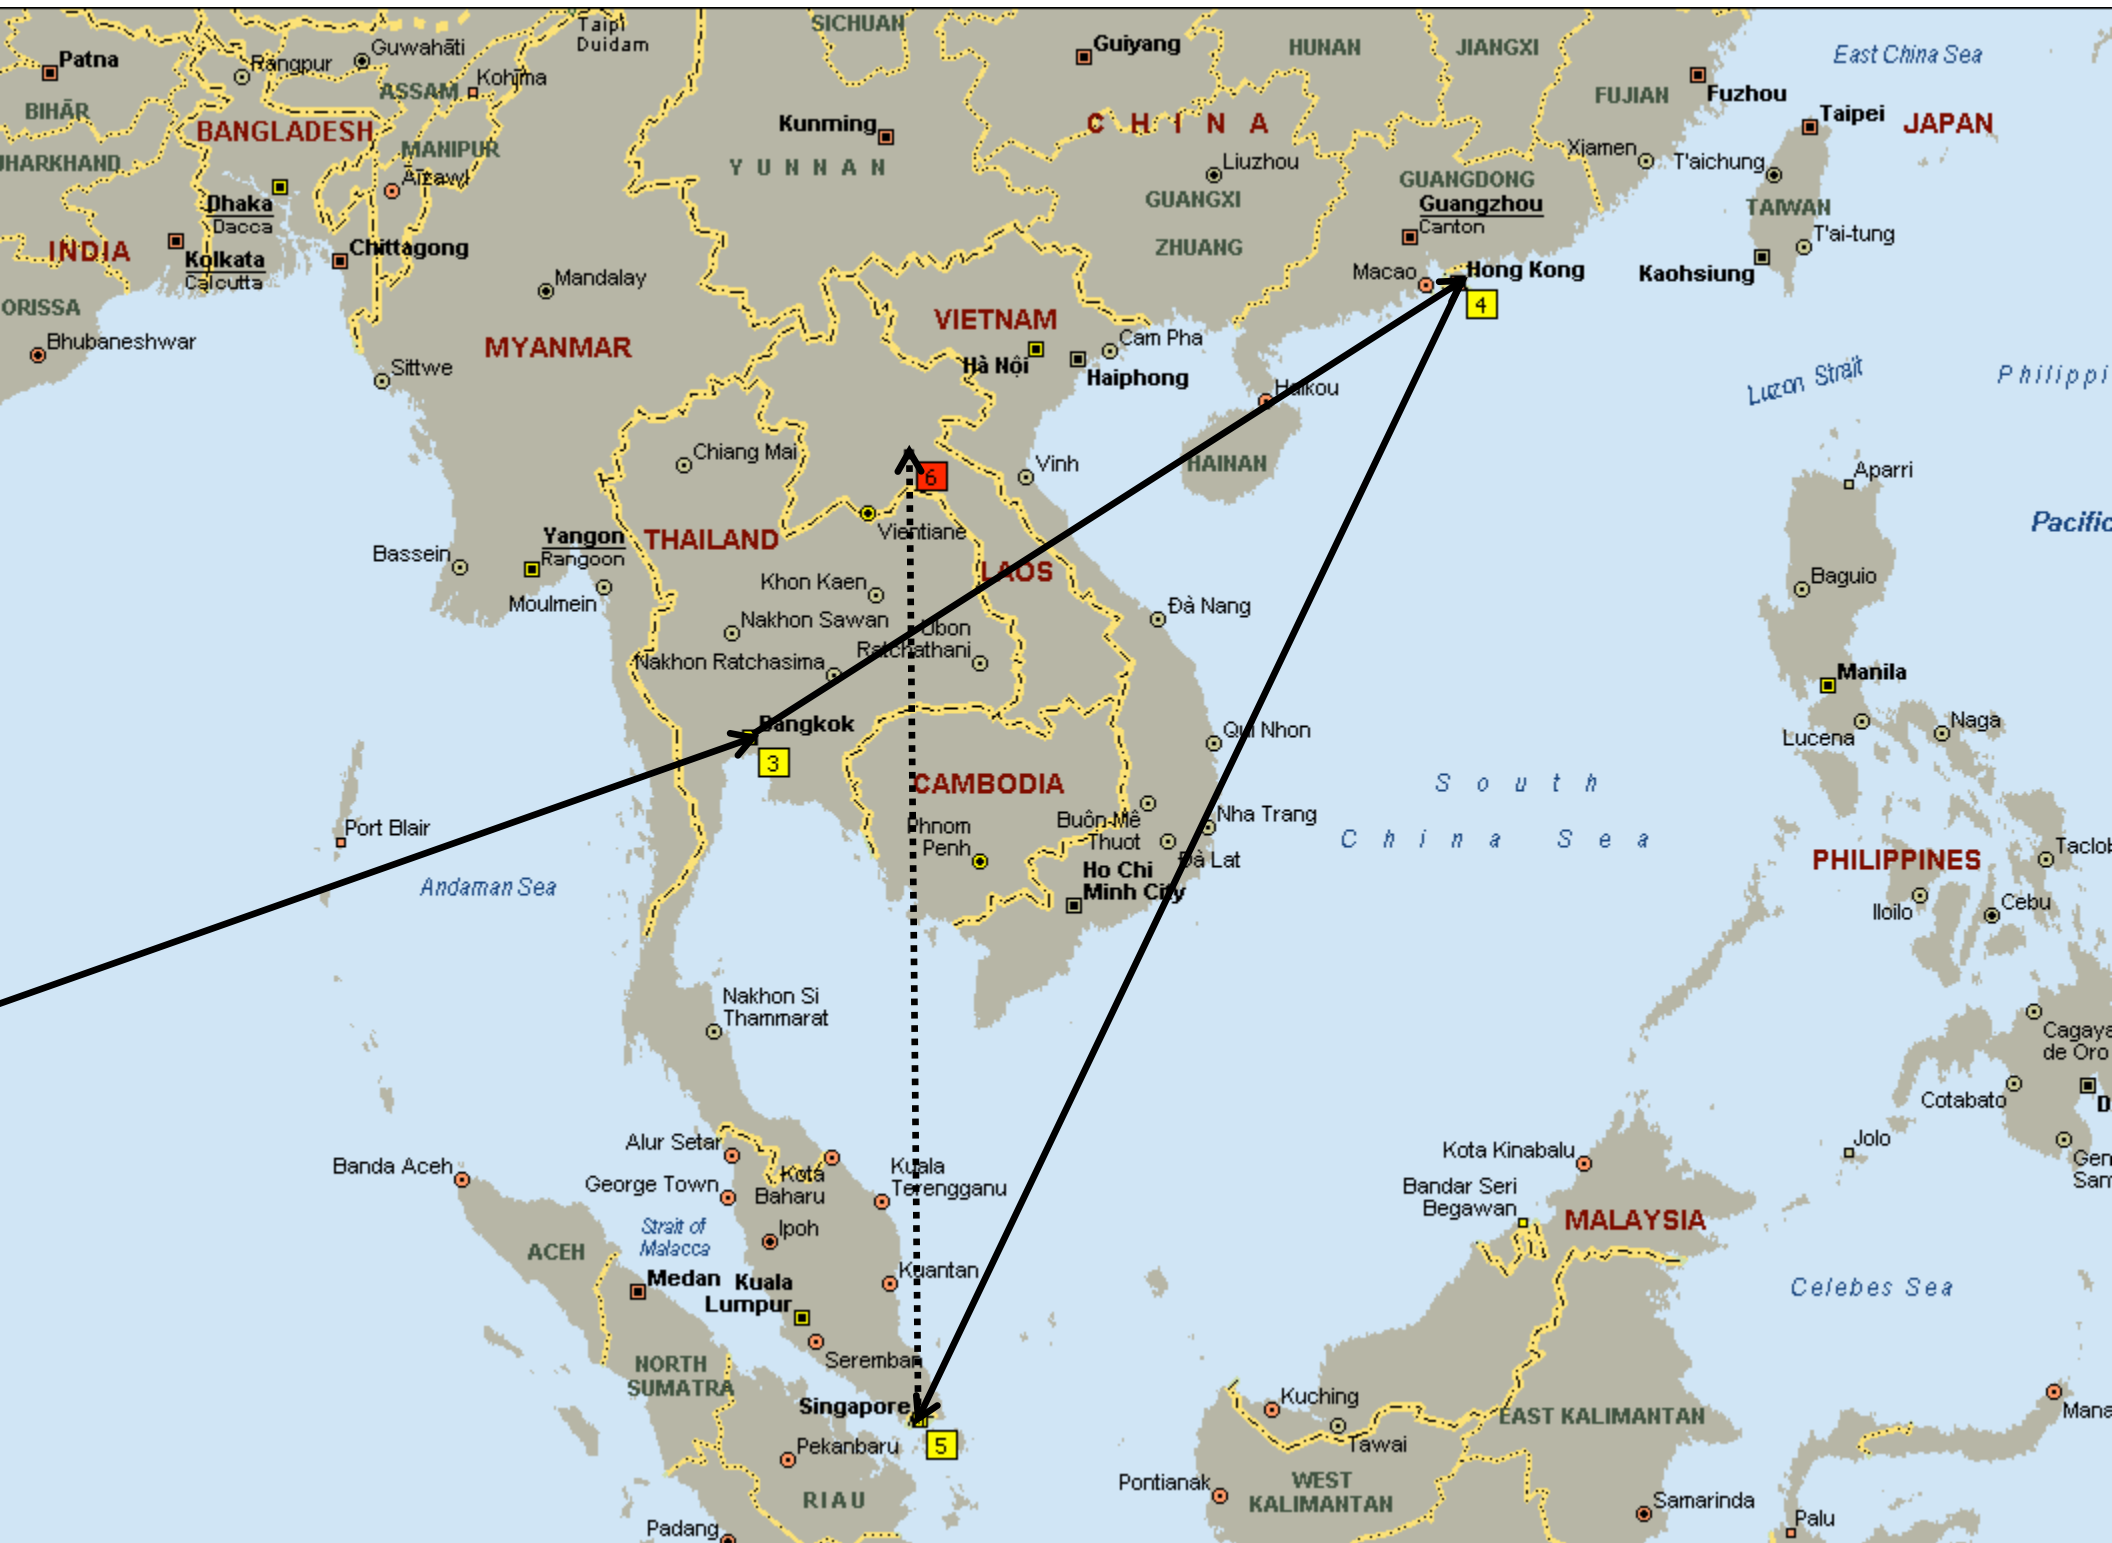 SICHUAN
Taipi
Duidam
Guwahāti
Patna
Rangpur
ASSAM
Kohima
BIHĀR
BANGLADESH
MANIPUR
JHARKHAND
Āīzawl
Dhaka
Dacca
INDIA
Kolkata
Calcutta
Chittagong
ORISSA
Bhubaneshwar
Mandalay
MYANMAR
Sittwe
Kunming
YUNNAN
Guiyang
HUNAN
JIANGXI
CHINA
Liuzhou
GUANGXI
ZHUANG
GUANGDONG
Guangzhou
Canton
Macao
Hong Kong
4
FUJIAN
Fuzhou
Xiamen
East China Sea
Taipei
JAPAN
T'aichung
TAIWAN
T'ai-tung
Kaohsiung
VIETNAM
Hà Nội
Cam Pha
Haiphong
Haikou
HAINAN
Luzon Strait
Philippi
Chiang Mai
6
Vinh
Vientiane
THAILAND
LAOS
Yangon
Rangoon
Bassein
Moulmein
Khon Kaen
Nakhon Sawan
Ubon
Ratchathani
Nakhon Ratchasima
Đà Nang
Bangkok
3
Qui Nhon
CAMBODIA
Phnom
Penh
Buôn-Mê
Thuot
Nha Trang
Đà Lat
Ho Chi
Minh City
South
China Sea
Aparri
Pacific
Baguio
Manila
Lucena
Naga
PHILIPPINES
Taclob
Iloilo
Cebu
Port Blair
Andaman Sea
Nakhon Si
Thammarat
Cagaya
de Oro
Cotabato
D
Jolo
Gen
Sam
Alur Setar
Banda Aceh
George Town
Kota
Baharu
Kuala
Terengganu
Strait of
Malacca
Ipoh
ACEH
Medan
Kuala
Lumpur
Kuantan
Seremban
NORTH
SUMATRA
Singapore
5
Pekanbaru
RIAU
Padang
Kota Kinabalu
Bandar Seri
Begawan
MALAYSIA
Celebes Sea
Kuching
Tawai
EAST KALIMANTAN
Pontianak
WEST
KALIMANTAN
Samarinda
Mana
Palu